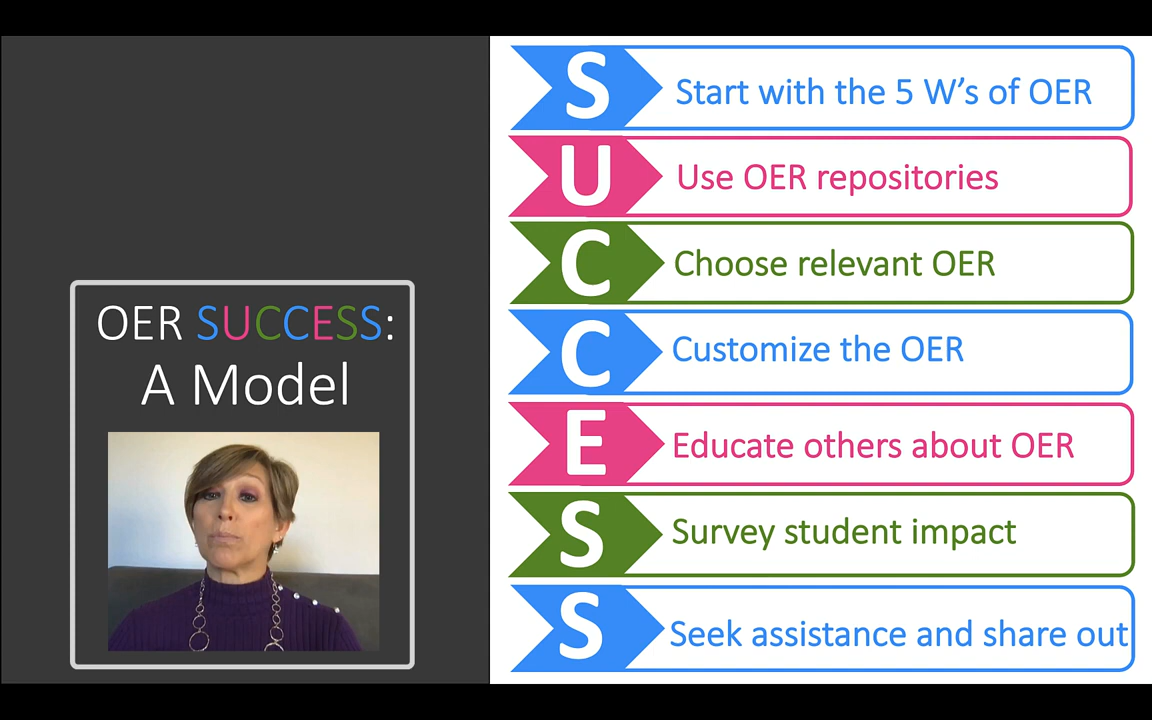 OER SUCCESS:
A Model
S Start with the 5 W's of OER
U Use OER repositories
C Choose relevant OER
C Customize the OER
E Educate others about OER
S Survey student impact
S Seek assistance and share out